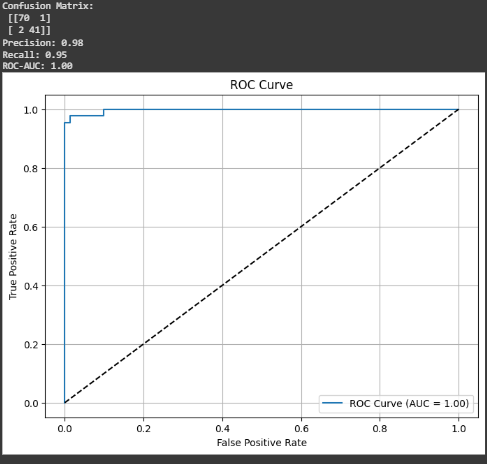 Confusion Matrix:
[[70  1]
[ 2 41]]
Precision: 0.98
Recall: 0.95
ROC-AUC: 1.00
ROC Curve
1.0
0.8
0.6
0.4
0.2
0.0
True Positive Rate
ROC Curve (AUC = 1.00)
0.0 0.2 0.4 0.6 0.8 1.0
False Positive Rate